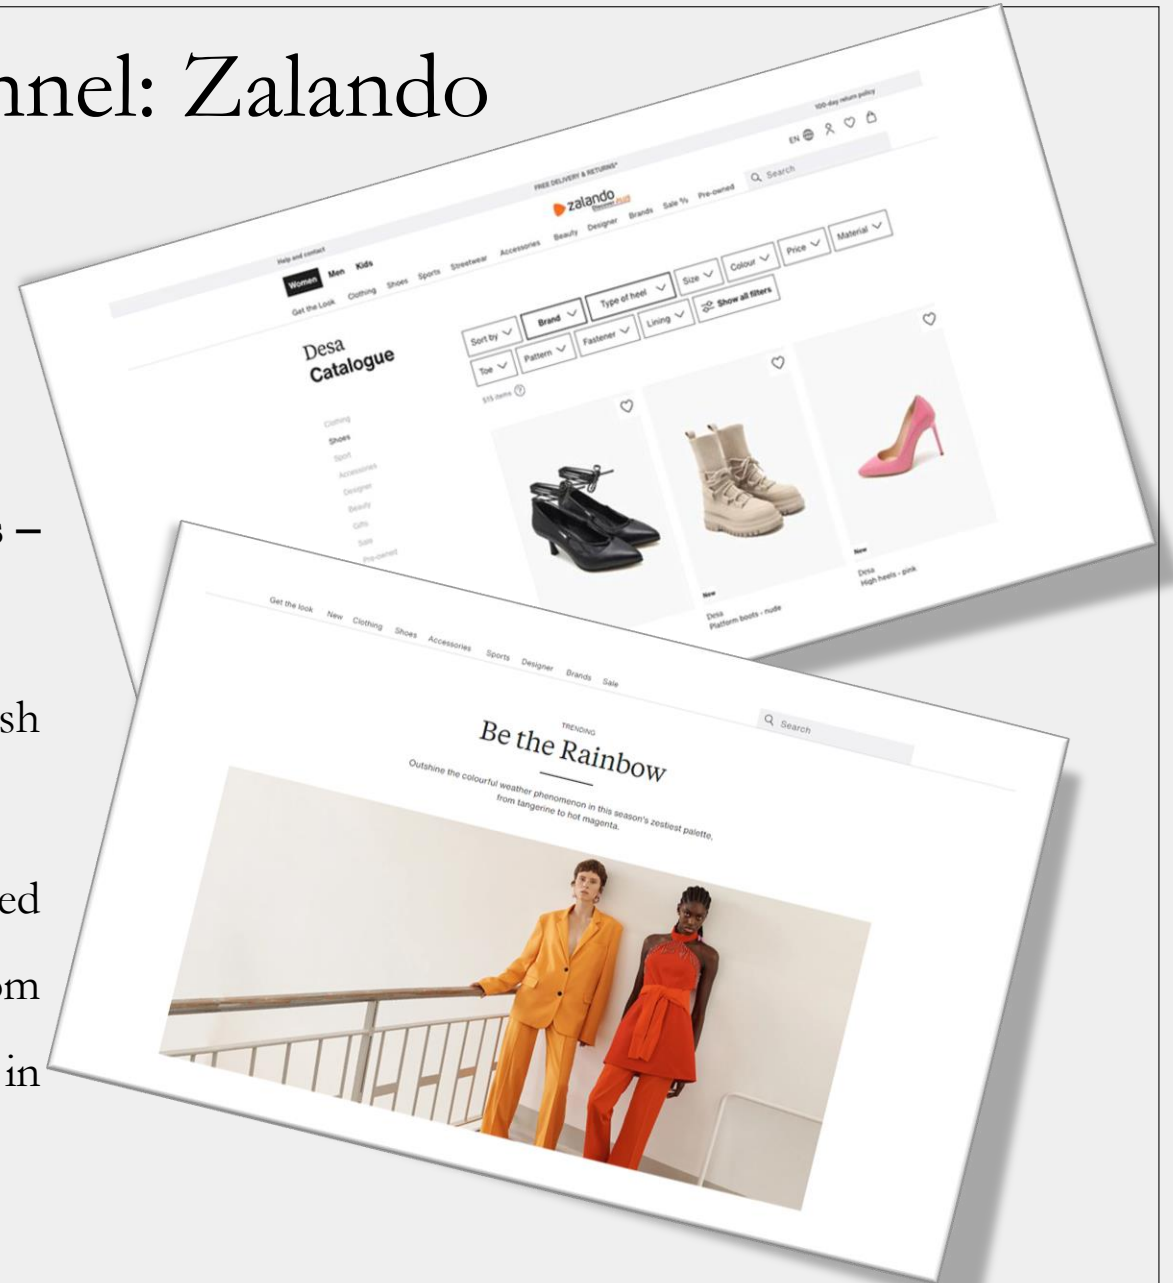 nnel: Zalando
s –
sh
ed
om
in
100-day return policy
FREE DELIVERY & RETURNS*
Help and contact
EN
zalando
Women Men Kids
Get the Look Clothing Shoes Sports Streetwear Accessories Beauty Designer Brands Sale % Pre-owned
Search
Desa
Catalogue
Sort by Brand Type of heel Size Colour Price Material
Toe Pattern Fastener Lining Show all filters
515 items
Clothing
Shoes
Sport
Accessories
Designer
Beauty
Gifts
Sale
Pre-owned
New
Desa
Platform boots - nude
New
Desa
High heels - pink
Get the look New Clothing Shoes Accessories Sports Designer Brands Sale
Search
TRENDING
Be the Rainbow
Outshine the colourful weather phenomenon in this season's zestiest palette,
from tangerine to hot magenta.